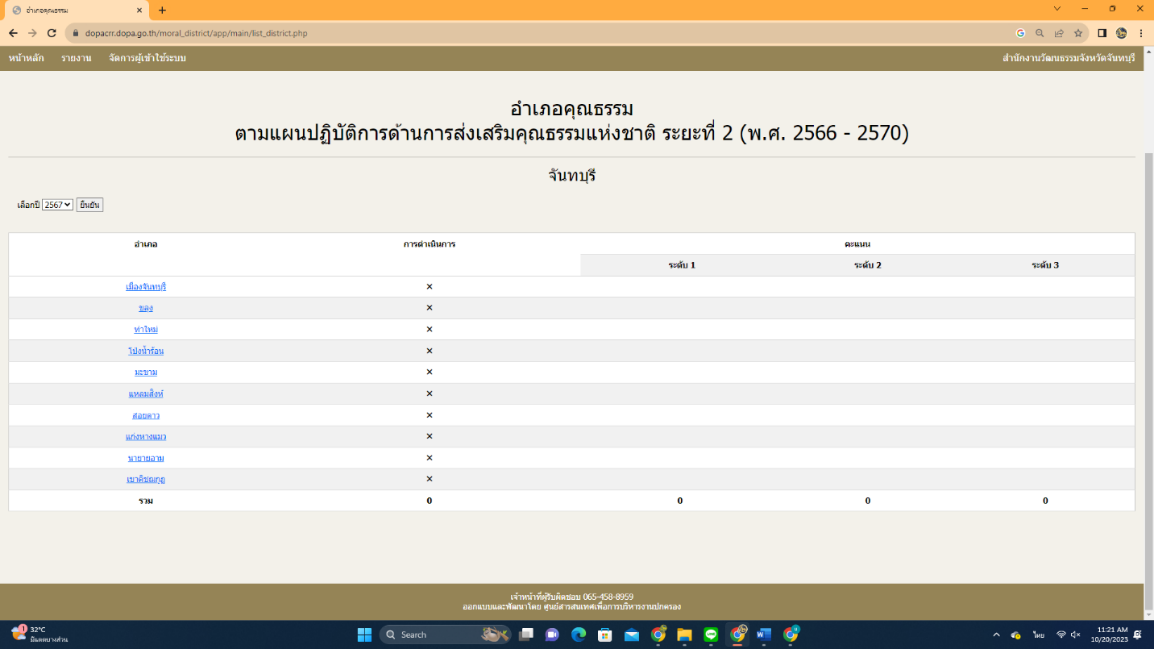 อำเภอคุณธรรม
dopacrr.dopa.go.th/moral_district/app/main/list_district.php
หน้าหลัก รายงาน จัดการผู้เข้าใช้ระบบ สำนักงานวัฒนธรรมจังหวัดจันทบุรี
อำเภอคุณธรรม
ตามแผนปฏิบัติการด้านการส่งเสริมคุณธรรมแห่งชาติ ระยะที่ 2 (พ.ศ. 2566 - 2570)
จันทบุรี
เลือกปี 2567 ยืนยัน
อำเภอ การดำเนินการ คะแนน
ระดับ 1 ระดับ 2 ระดับ 3
เมืองจันทบุรี ×
ขลุง ×
ท่าใหม่ ×
โป่งน้ำร้อน ×
มะขาม ×
แหลมสิงห์ ×
สอยดาว ×
แก่งหางแมว ×
นายายอาม ×
เขาคิชฌกูฏ ×
รวม 0 0 0 0
เจ้าหน้าที่ผู้รับผิดชอบ 065-458-8959
ออกแบบและพัฒนาโดย ศูนย์สารสนเทศเพื่อการบริหารงานปกครอง
1 32°C
มีแดดบางส่วน
Search
ไทย
11:21 AM
10/20/2023